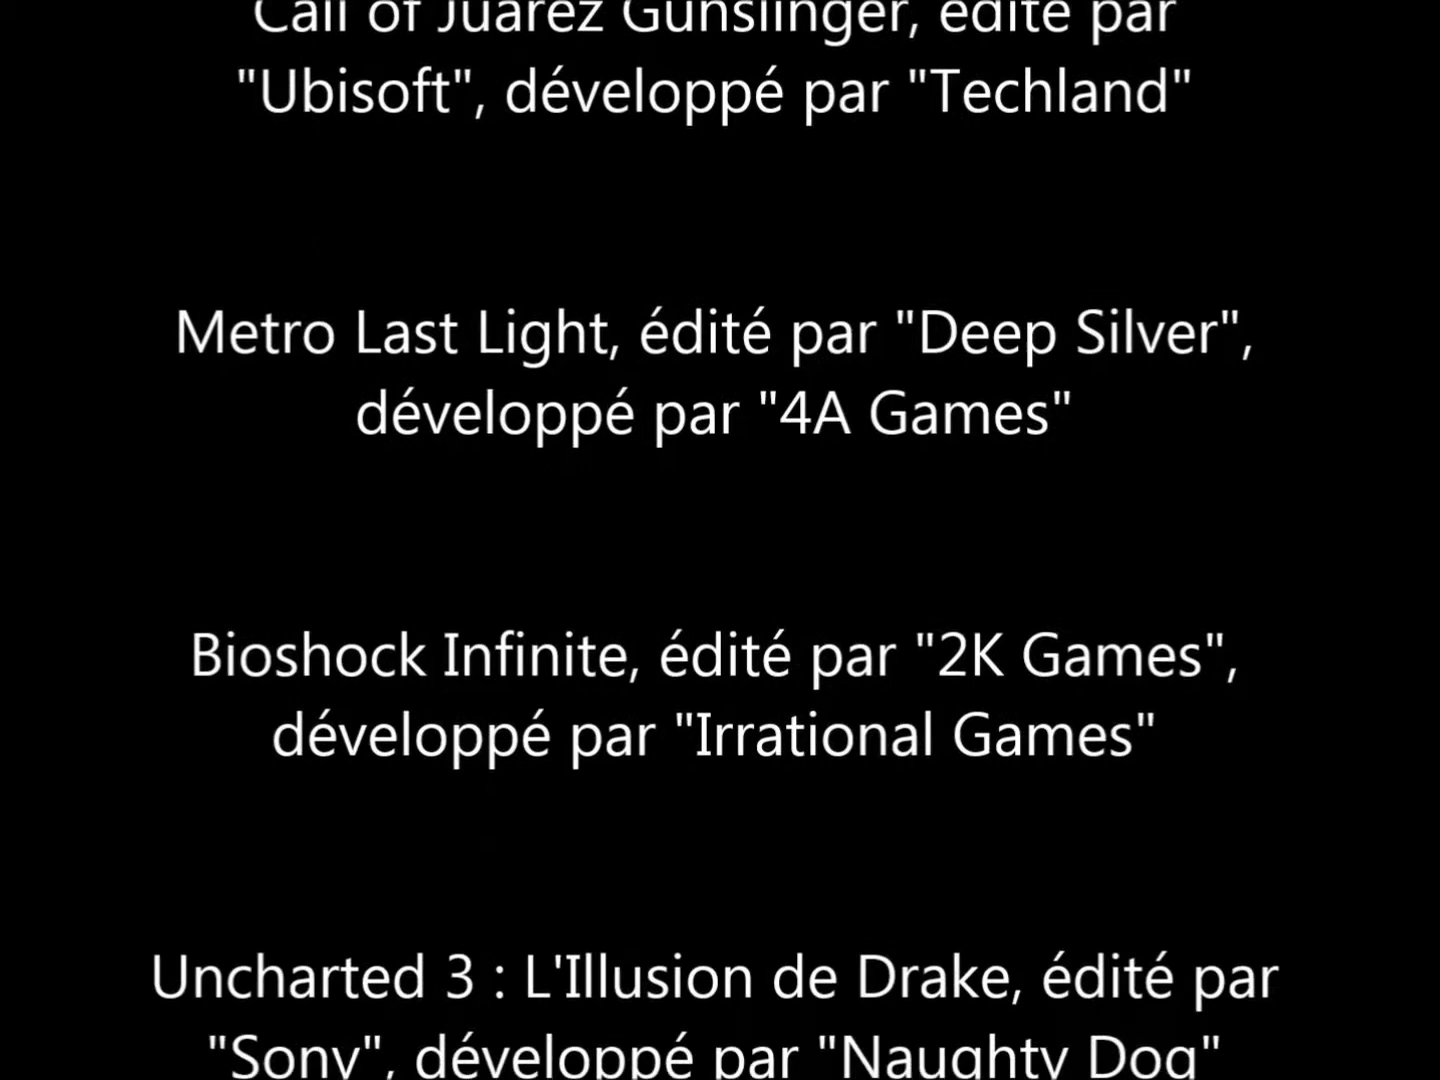 Call of Juarez Gunslinger, édité par
"Ubisoft", développé par "Techland"
Metro Last Light, édité par "Deep Silver",
développé par "4A Games"
Bioshock Infinite, édité par "2K Games",
développé par "Irrational Games"
Uncharted 3 : L'Illusion de Drake, édité par
"Sony", développé par "Naughty Dog"